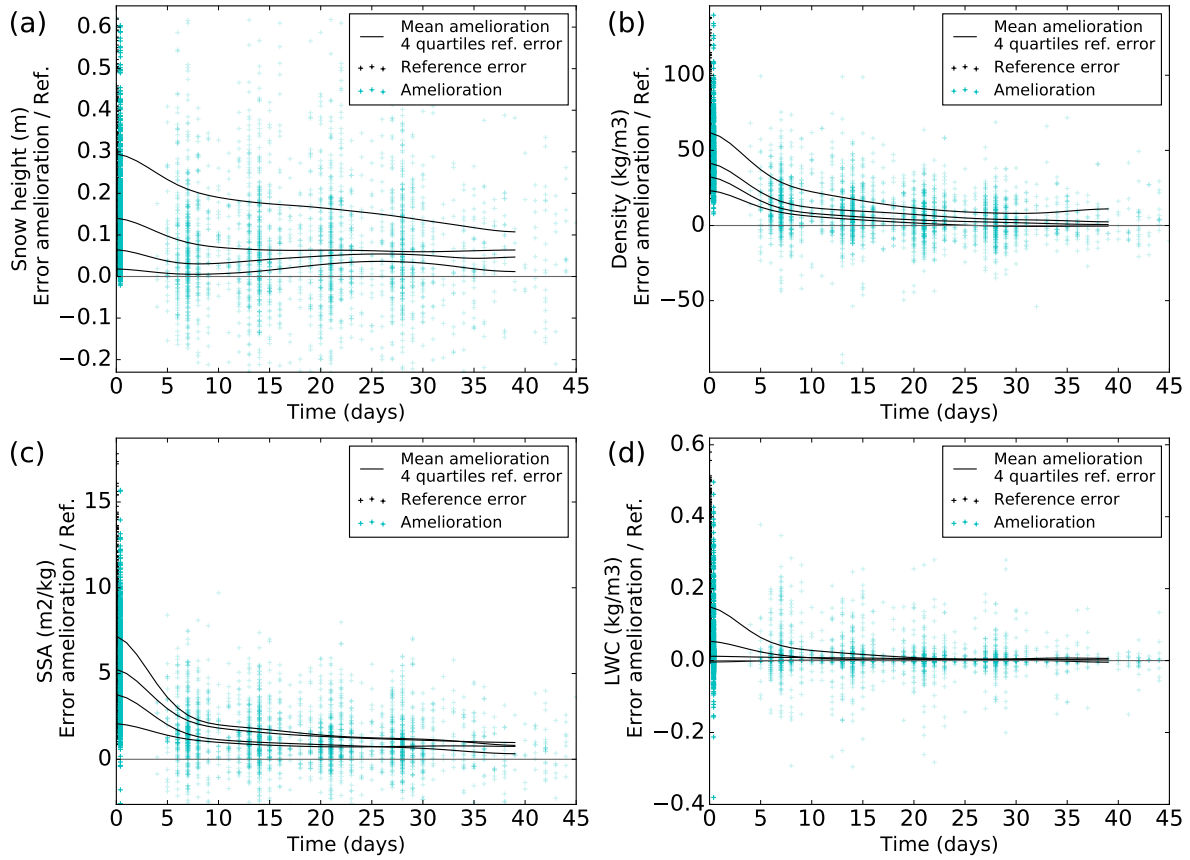 (a)
Snow height (m)
Error amelioration / Ref.
0.6
0.5
0.4
0.3
0.2
0.1
0.0
−0.1
−0.2
Mean amelioration
4 quartiles ref. error
Reference error
Amelioration
0 5 10 15 20 25 30 35 40 45
Time (days)
(b)
Density (kg/m3)
Error amelioration / Ref.
100
50
0
−50
Mean amelioration
4 quartiles ref. error
Reference error
Amelioration
0 5 10 15 20 25 30 35 40 45
Time (days)
(c)
SSA (m2/kg)
Error amelioration / Ref.
15
10
5
0
Mean amelioration
4 quartiles ref. error
Reference error
Amelioration
0 5 10 15 20 25 30 35 40 45
Time (days)
(d)
LWC (kg/m3)
Error amelioration / Ref.
0.6
0.4
0.2
0.0
−0.2
−0.4
Mean amelioration
4 quartiles ref. error
Reference error
Amelioration
0 5 10 15 20 25 30 35 40 45
Time (days)